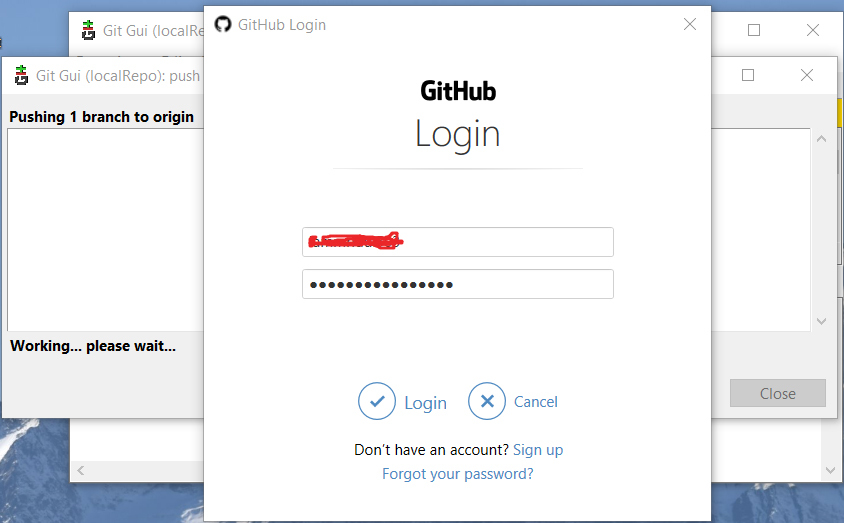 Git Gui (localRe
GitHub Login
Git Gui (localRepo): push
GitHub
Login
Pushing 1 branch to origin
••••••••••••••••
Working... please wait...
Login
Cancel
Close
Don't have an account? Sign up
Forgot your password?